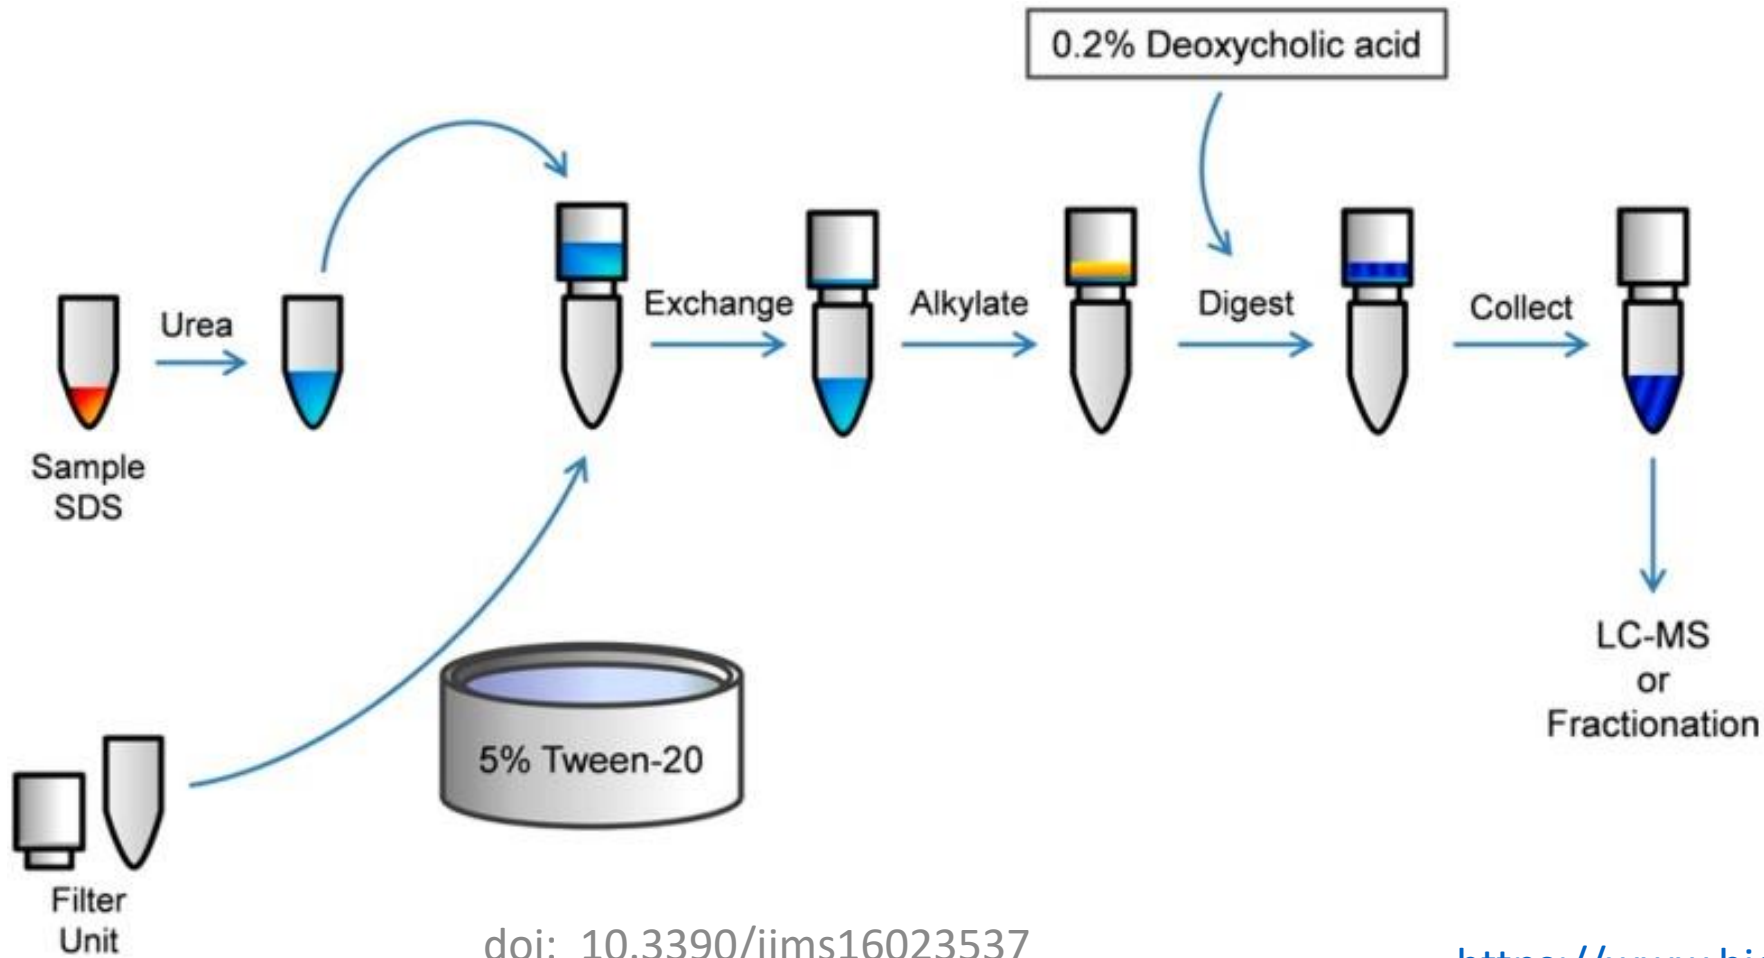 0.2% Deoxycholic acid
Urea
Exchange
Alkylate
Digest
Collect
Sample
SDS
5% Tween-20
LC-MS
or
Fractionation
Filter
Unit
doi: 10.3390/ijms16023537